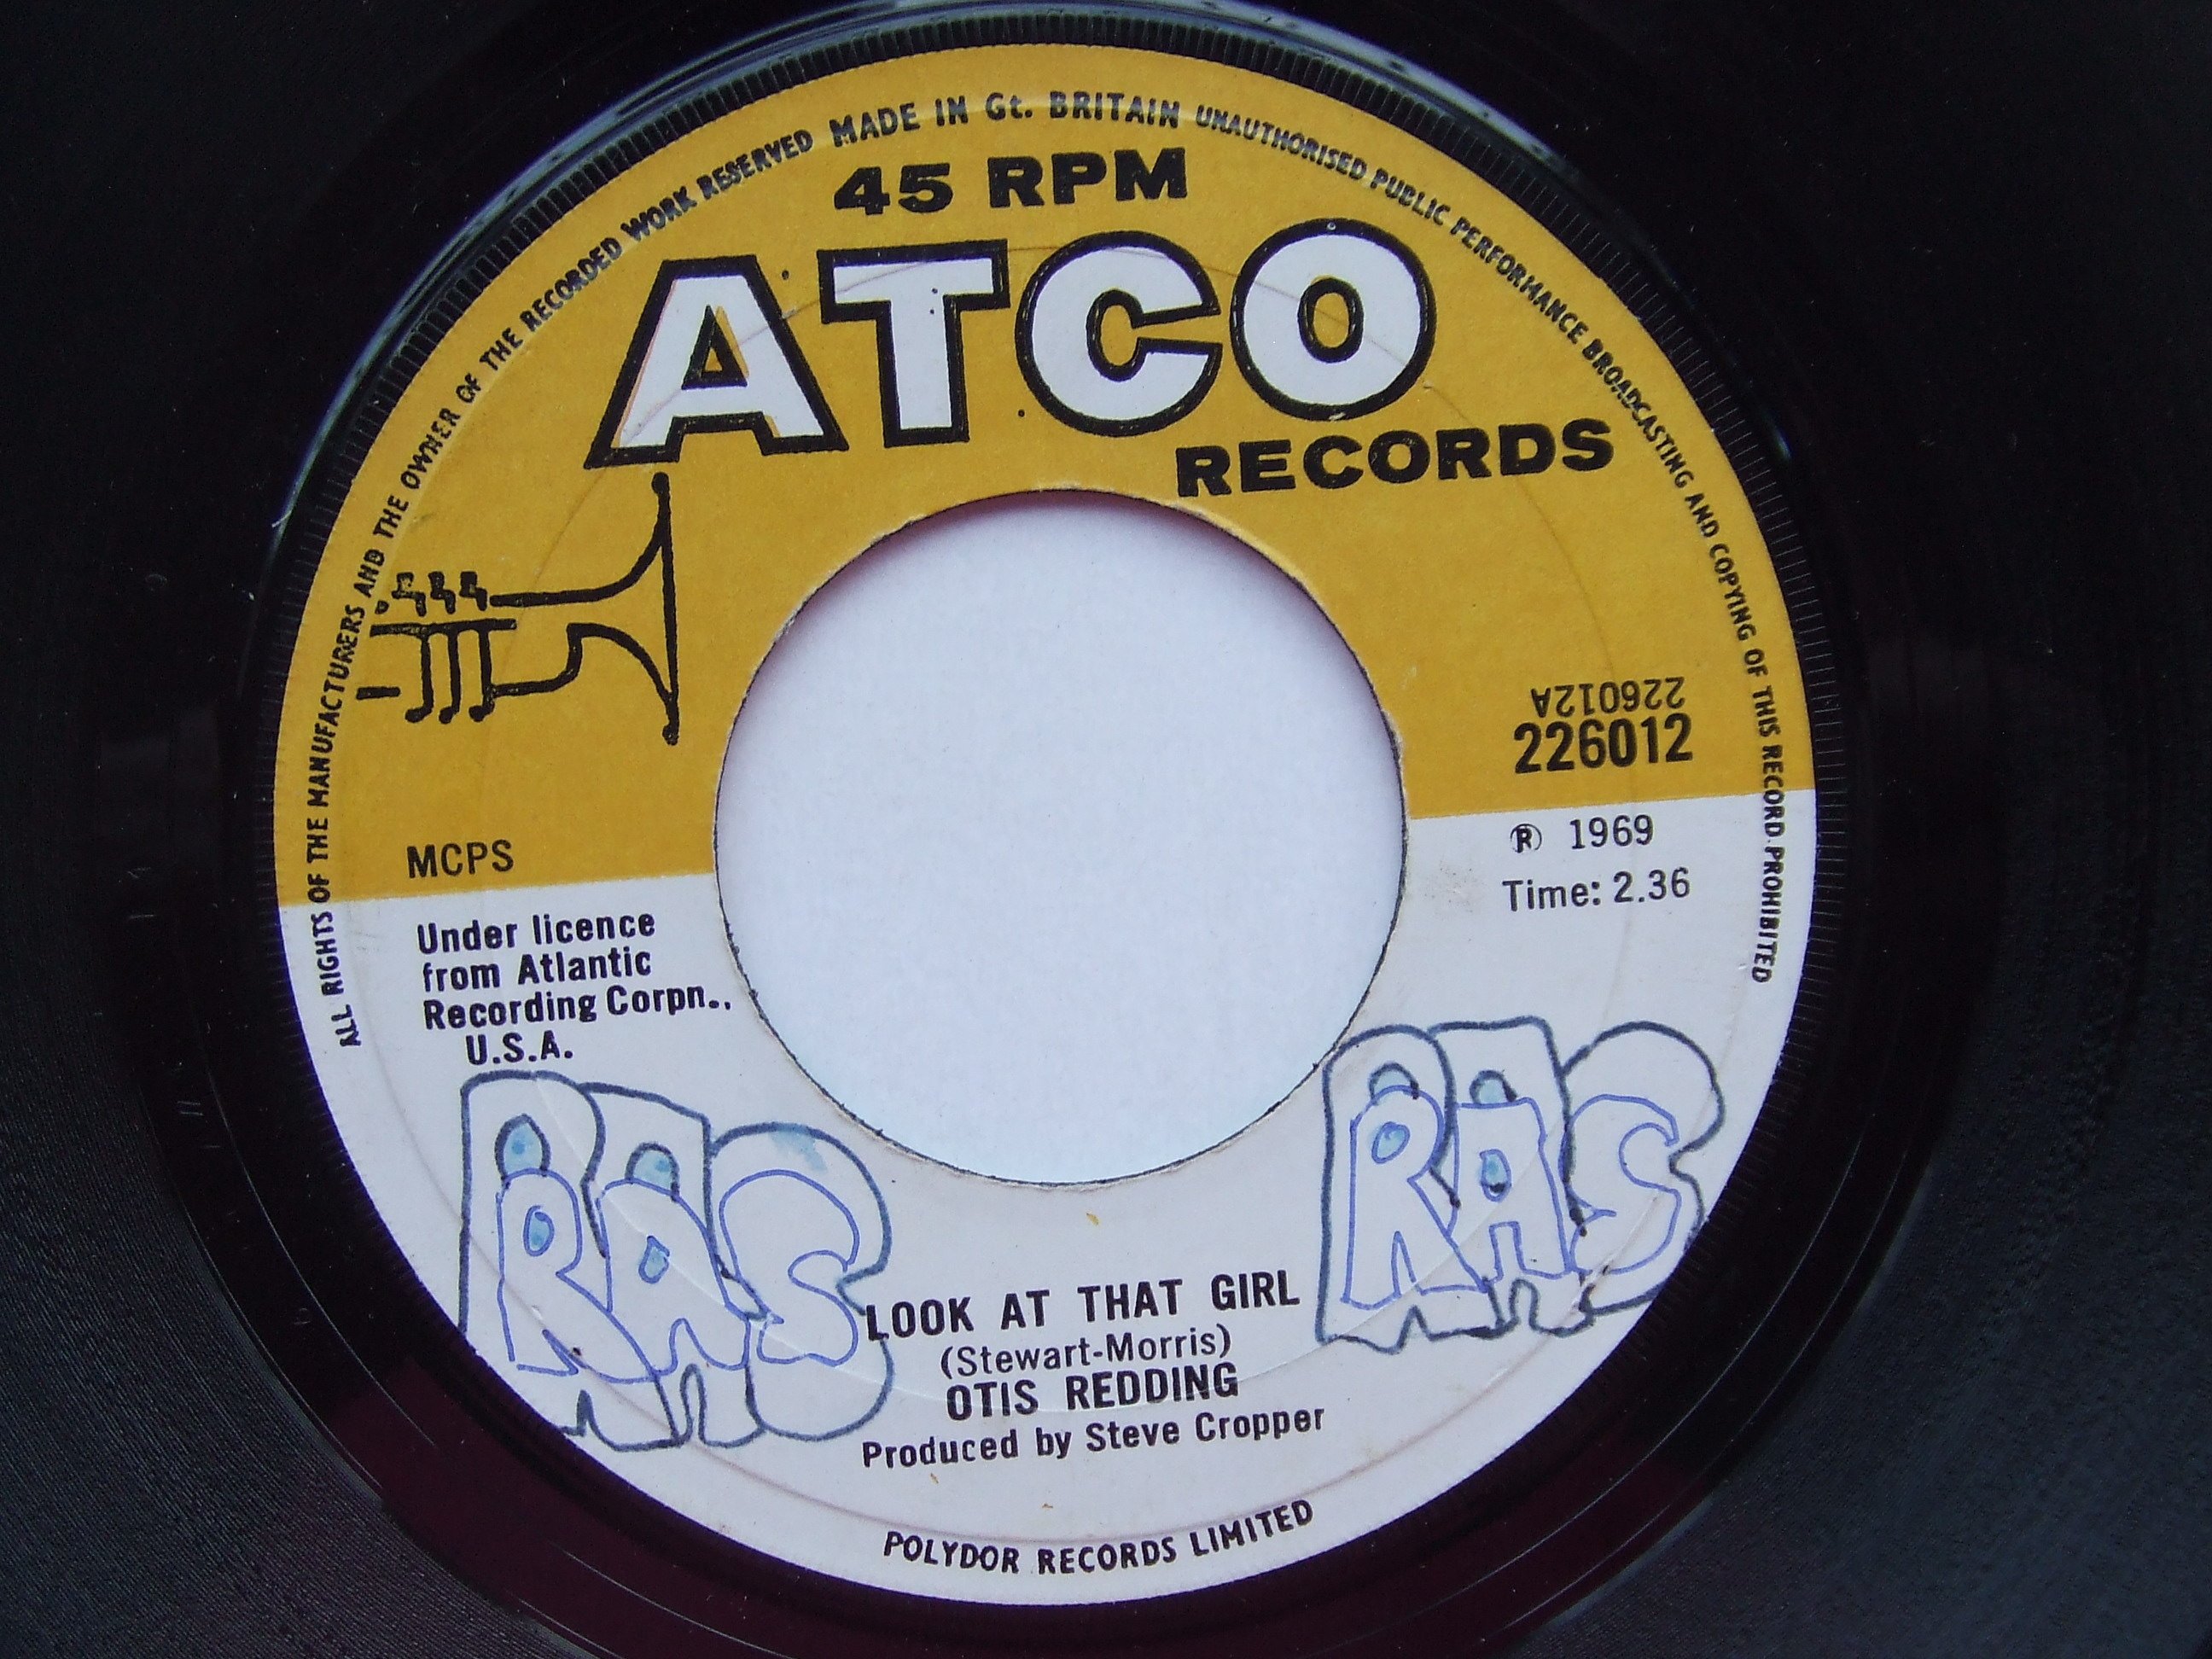 ALL RIGHTS OF THE MANUFACTURERS AND THE OWNER OF THE RECORDED WORK RESERVED MADE IN Gt. BRITAIN UNAUTHORISED PUBLIC PERFORMANCE BROADCASTING AND COPYING OF THIS RECORD PROHIBITED
45 RPM
ATCO
RECORDS
226012A
226012
MCPS
Ⓡ 1969
Time: 2.36
Under licence
from Atlantic
Recording Corpn.,
U.S.A.
RAS
RAS
RAS
RAS
LOOK AT THAT GIRL
(Stewart-Morris)
OTIS REDDING
Produced by Steve Cropper
POLYDOR RECORDS LIMITED